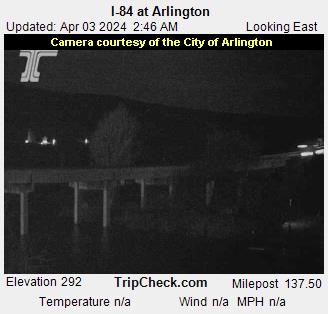 I-84 at Arlington
Updated: Apr 03 2024 2:46 AM Looking East
Camera courtesy of the City of Arlington
Elevation 292 TripCheck.com Milepost 137.50
Temperature n/a Wind n/a MPH n/a